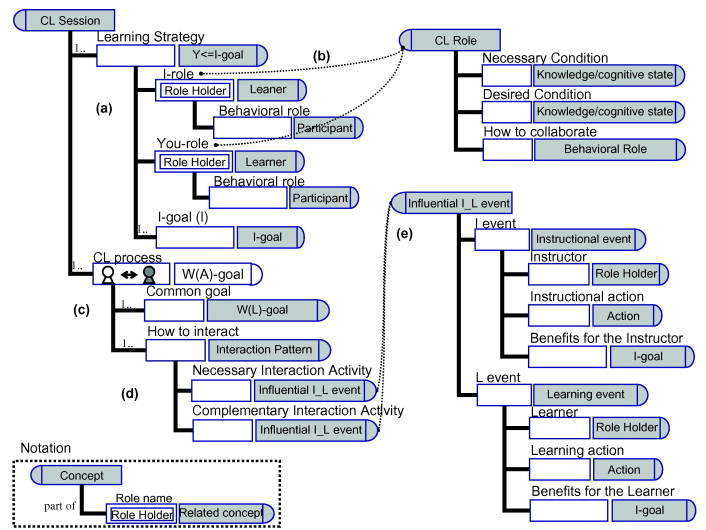 CL Session
1..
Learning Strategy
Y<=I-goal
(b)
I-role
Role Holder
Leaner
(a)
Behavioral role
Participant
You-role
Role Holder
Learner
Behavioral role
Participant
I-goal (I)
1..
I-goal
1..
CL process
W(A)-goal
(c)
Common goal
1..
W(L)-goal
How to interact
1..
Interaction Pattern
(d)
Necessary Interaction Activity
Influential I_L event
Complementary Interaction Activity
Influential I_L event
CL Role
Necessary Condition
Knowledge/cognitive state
Desired Condition
Knowledge/cognitive state
How to collaborate
Behavioral Role
Influential I_L event
(e)
I event
Instructional event
Instructor
Role Holder
Instructional action
Action
Benefits for the Instructor
I-goal
L event
Learning event
Learner
Role Holder
Learning action
Action
Benefits for the Learner
I-goal
Notation
Concept
part of
Role name
Role Holder
Related concept